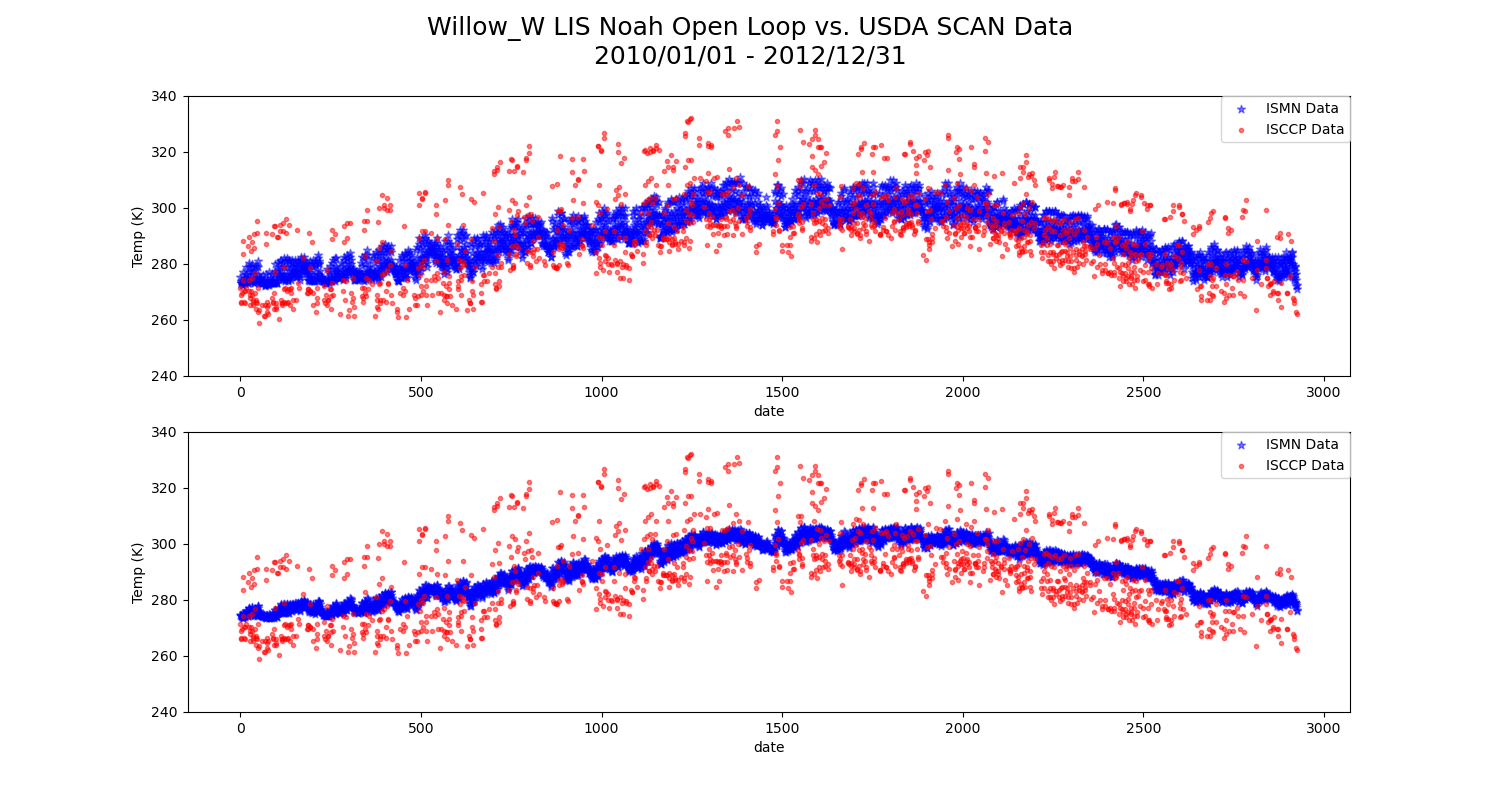 Willow_W LIS Noah Open Loop vs. USDA SCAN Data
2010/01/01 - 2012/12/31
340
320
300
280
260
240
Temp (K)
ISMN Data
ISCCP Data
0 500 1000 1500 2000 2500 3000
date
340
320
300
280
260
240
Temp (K)
ISMN Data
ISCCP Data
0 500 1000 1500 2000 2500 3000
date